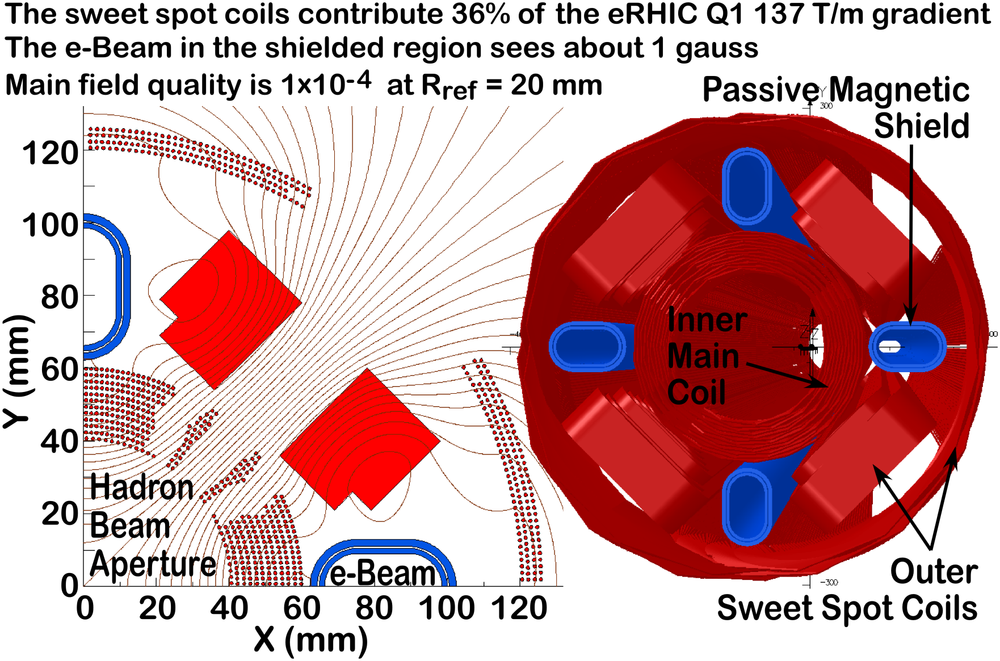 The sweet spot coils contribute 36% of the eRHIC Q1 137 T/m gradient
The e-Beam in the shielded region sees about 1 gauss
Main field quality is 1x10-4 at Rref = 20 mm
Passive Magnetic
Shield
Y
300
120
100
80
60
40
20
0
Y (mm)
Hadron
Beam
Aperture
e-Beam
0 20 40 60 80 100 120
X (mm)
Inner
Main
Coil
Z
-300
Outer
Sweet Spot Coils